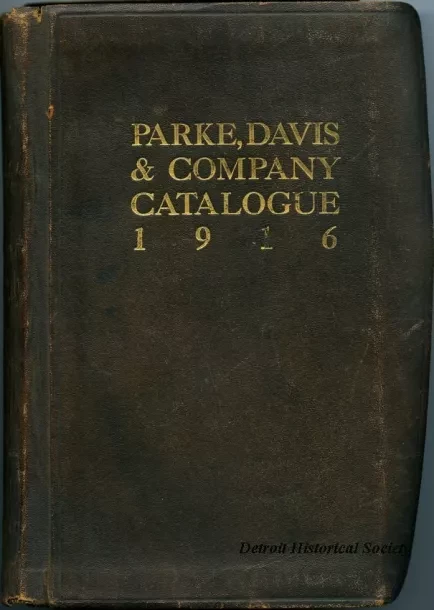 PARKE, DAVIS
& COMPANY
CATALOGUE
1 9 1 6
Detroit Historical Society